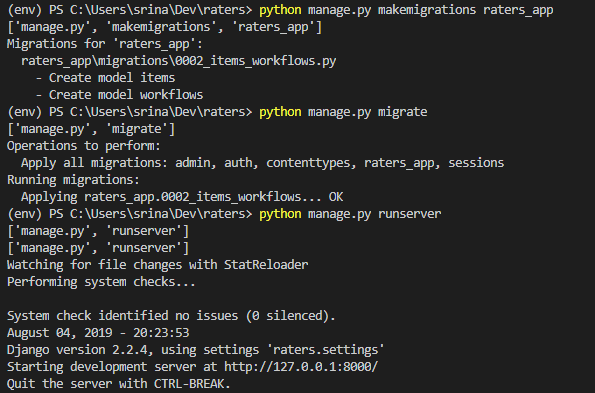 (env) PS C:\Users\srina\Dev\raters> python manage.py makemigrations raters_app
['manage.py', 'makemigrations', 'raters_app']
Migrations for 'raters_app':
  raters_app\migrations\0002_items_workflows.py
    - Create model items
    - Create model workflows
(env) PS C:\Users\srina\Dev\raters> python manage.py migrate
['manage.py', 'migrate']
Operations to perform:
  Apply all migrations: admin, auth, contenttypes, raters_app, sessions
Running migrations:
  Applying raters_app.0002_items_workflows... OK
(env) PS C:\Users\srina\Dev\raters> python manage.py runserver
['manage.py', 'runserver']
['manage.py', 'runserver']
Watching for file changes with StatReloader
Performing system checks...

System check identified no issues (0 silenced).
August 04, 2019 - 20:23:53
Django version 2.2.4, using settings 'raters.settings'
Starting development server at http://127.0.0.1:8000/
Quit the server with CTRL-BREAK.